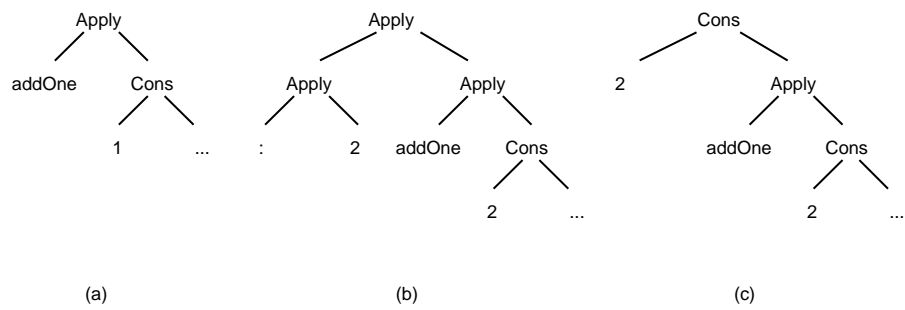 Apply Apply Cons
addOne Cons Apply Apply 2 Apply
1 ... : 2 addOne Cons addOne Cons
2 ... 2 ...
(a) (b) (c)